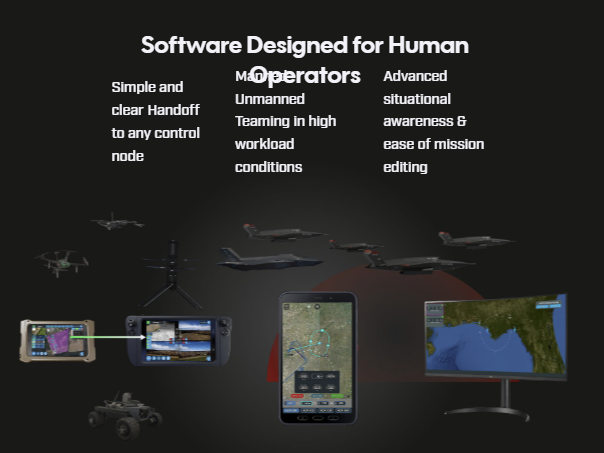 Software Designed for Human
Operators
Simple and
clear Handoff
to any control
node
Unmanned
Teaming in high
workload
conditions
Advanced
situational
awareness &
ease of mission
editing